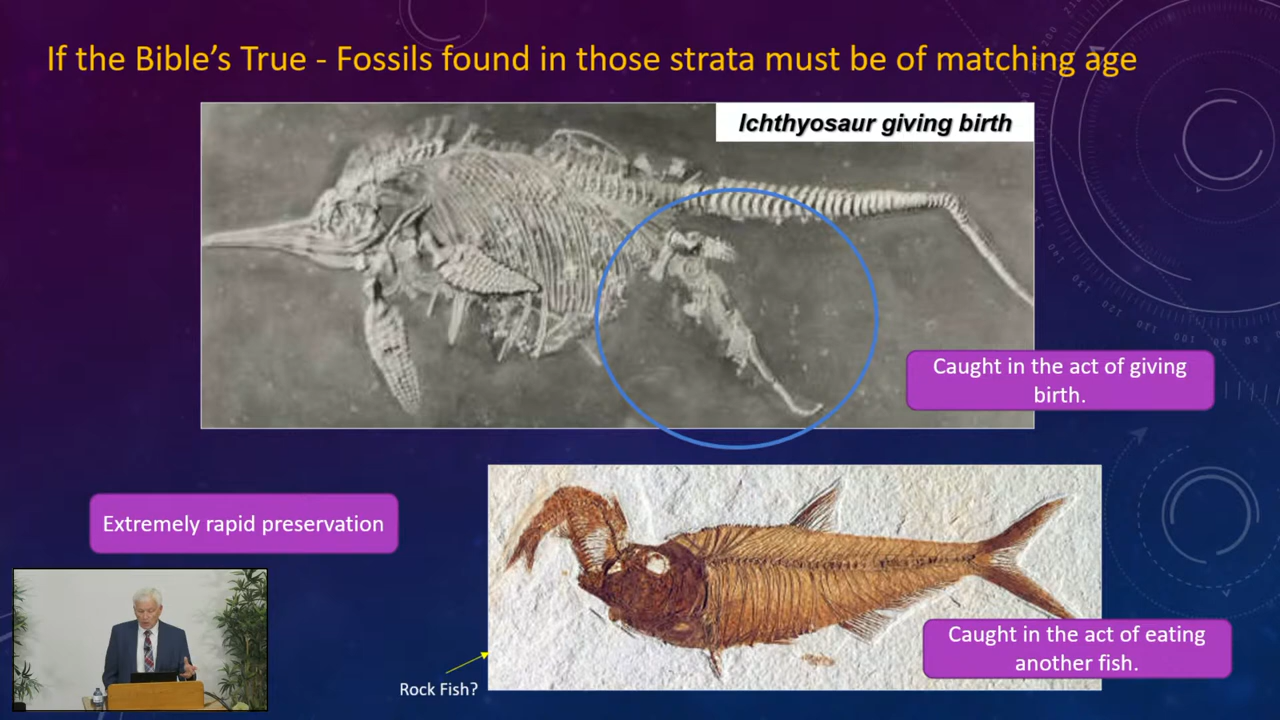 If the Bible's True - Fossils found in those strata must be of matching age
Ichthyosaur giving birth
Caught in the act of giving
birth.
Extremely rapid preservation
Caught in the act of eating
another fish.
Rock Fish?